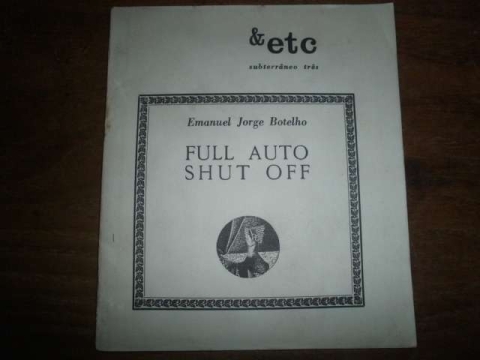 & etc
subterrâneo três
Emanuel Jorge Botelho
FULL AUTO
SHUT OFF